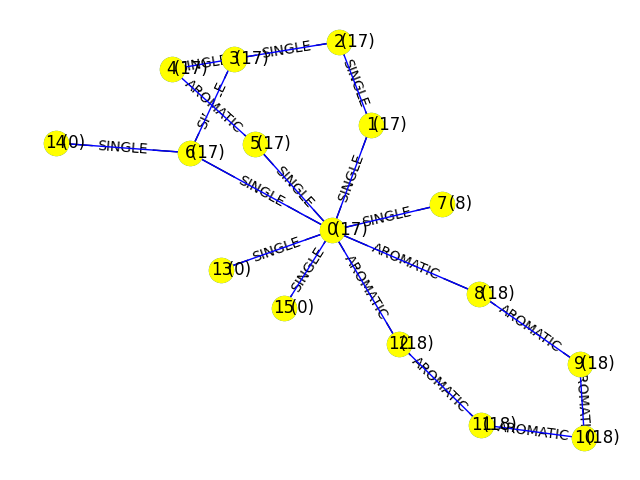 2(17)
SINGLE
3(17)
4(17)
SINGLE
SINGLE
AROMATIC
1(17)
14(0)
SINGLE
6(17)
5(17)
SINGLE
SINGLE
SINGLE
7(8)
SINGLE
0(17)
SINGLE
13(0)
SINGLE
AROMATIC
AROMATIC
8(18)
15(0)
AROMATIC
12(18)
9(18)
AROMATIC
AROMATIC
11(18)
AROMATIC
10(18)